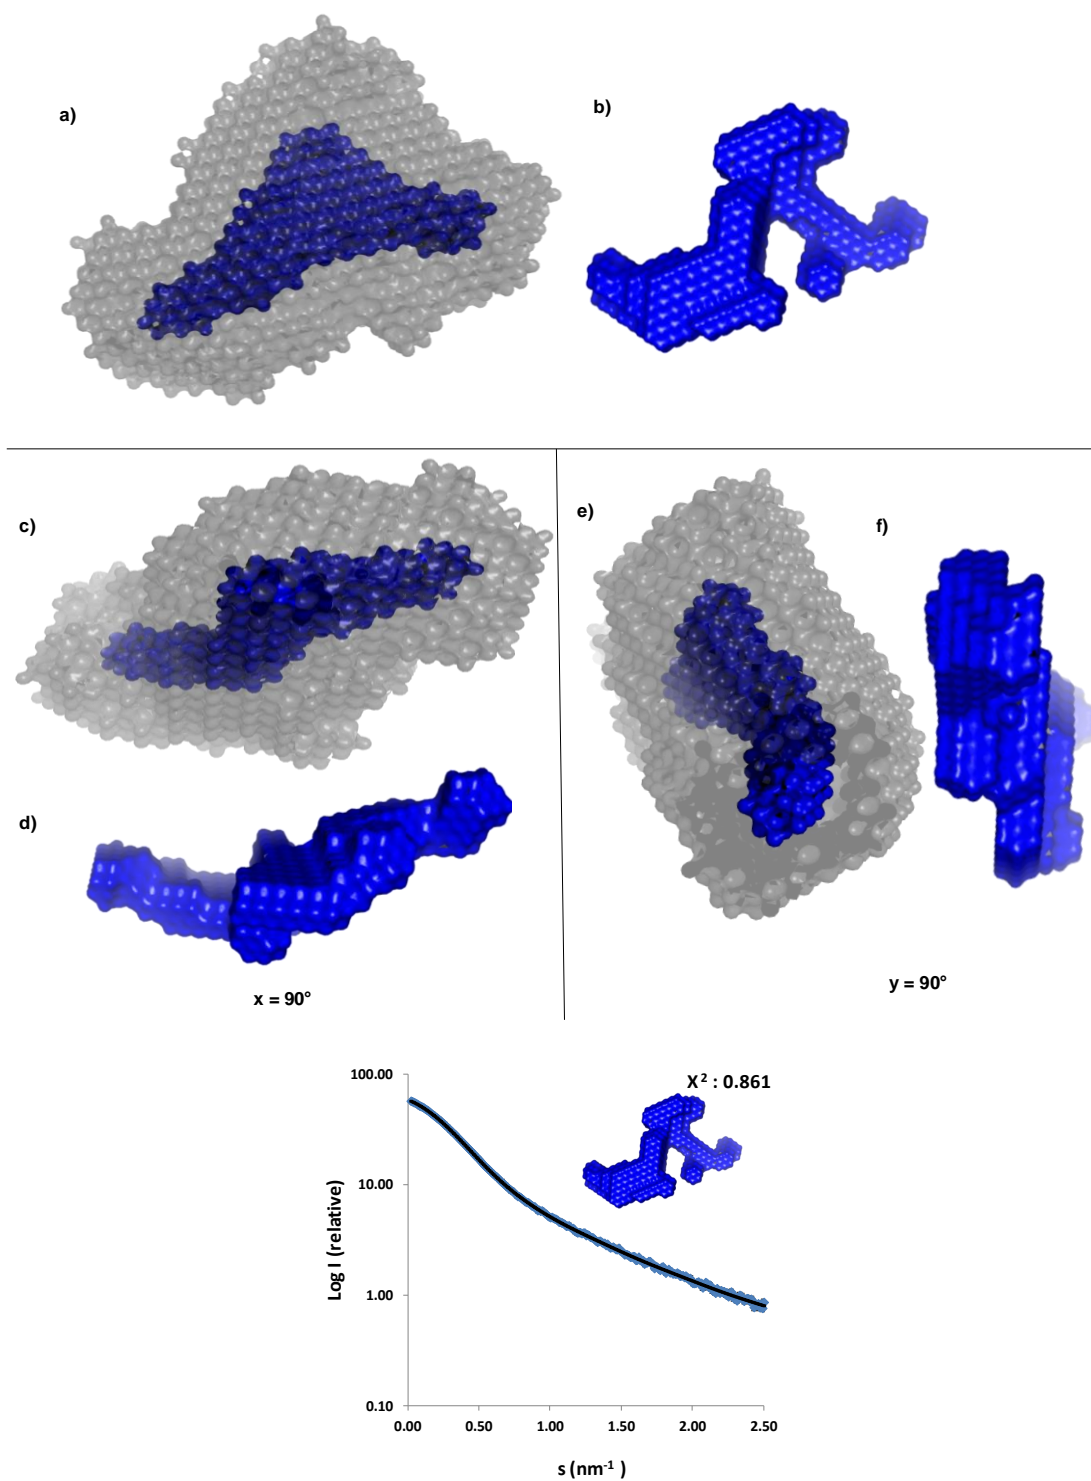 a)
b)
c)
d)
x = 90°
e)
f)
y = 90°
X² : 0.861
100.00
10.00
1.00
0.10
Log I (relative)
0.00 0.50 1.00 1.50 2.00 2.50
s (nm⁻¹ )